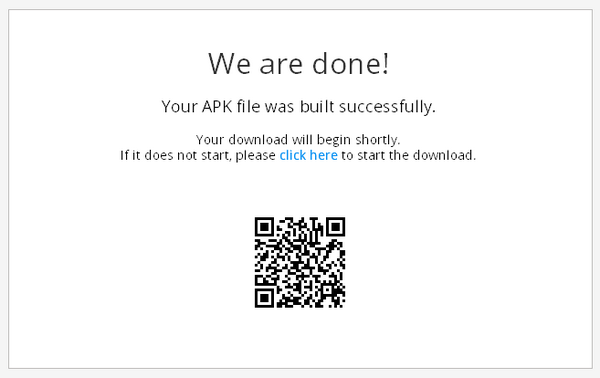 We are done!
Your APK file was built successfully.
Your download will begin shortly.
If it does not start, please click here to start the download.